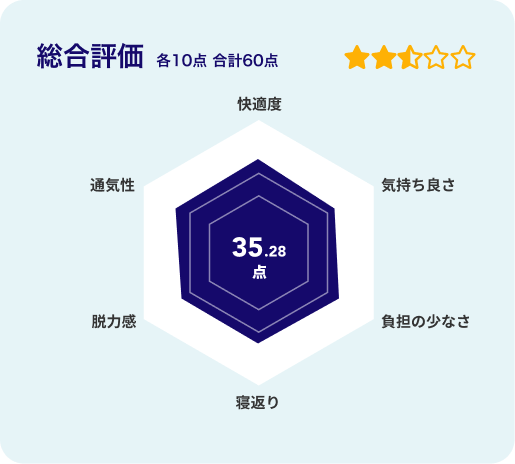 総合評価 各10点 合計60点
快適度
通気性
気持ち良さ
35.28
点
脱力感
負担の少なさ
寝返り